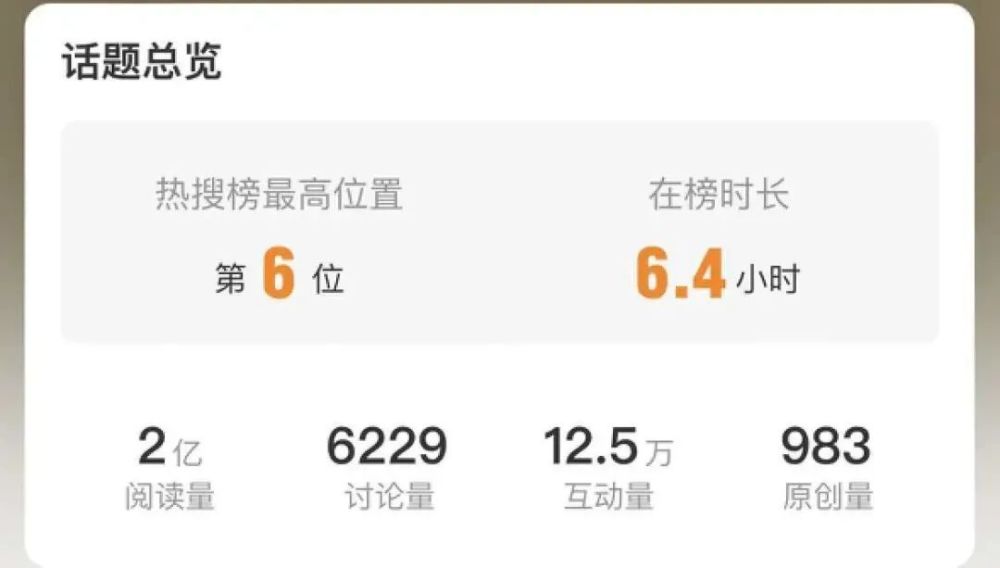 话题总览
热搜榜最高位置 在榜时长
第 6 位 6.4 小时
2 亿 6229 12.5 万 983
阅读量 讨论量 互动量 原创量